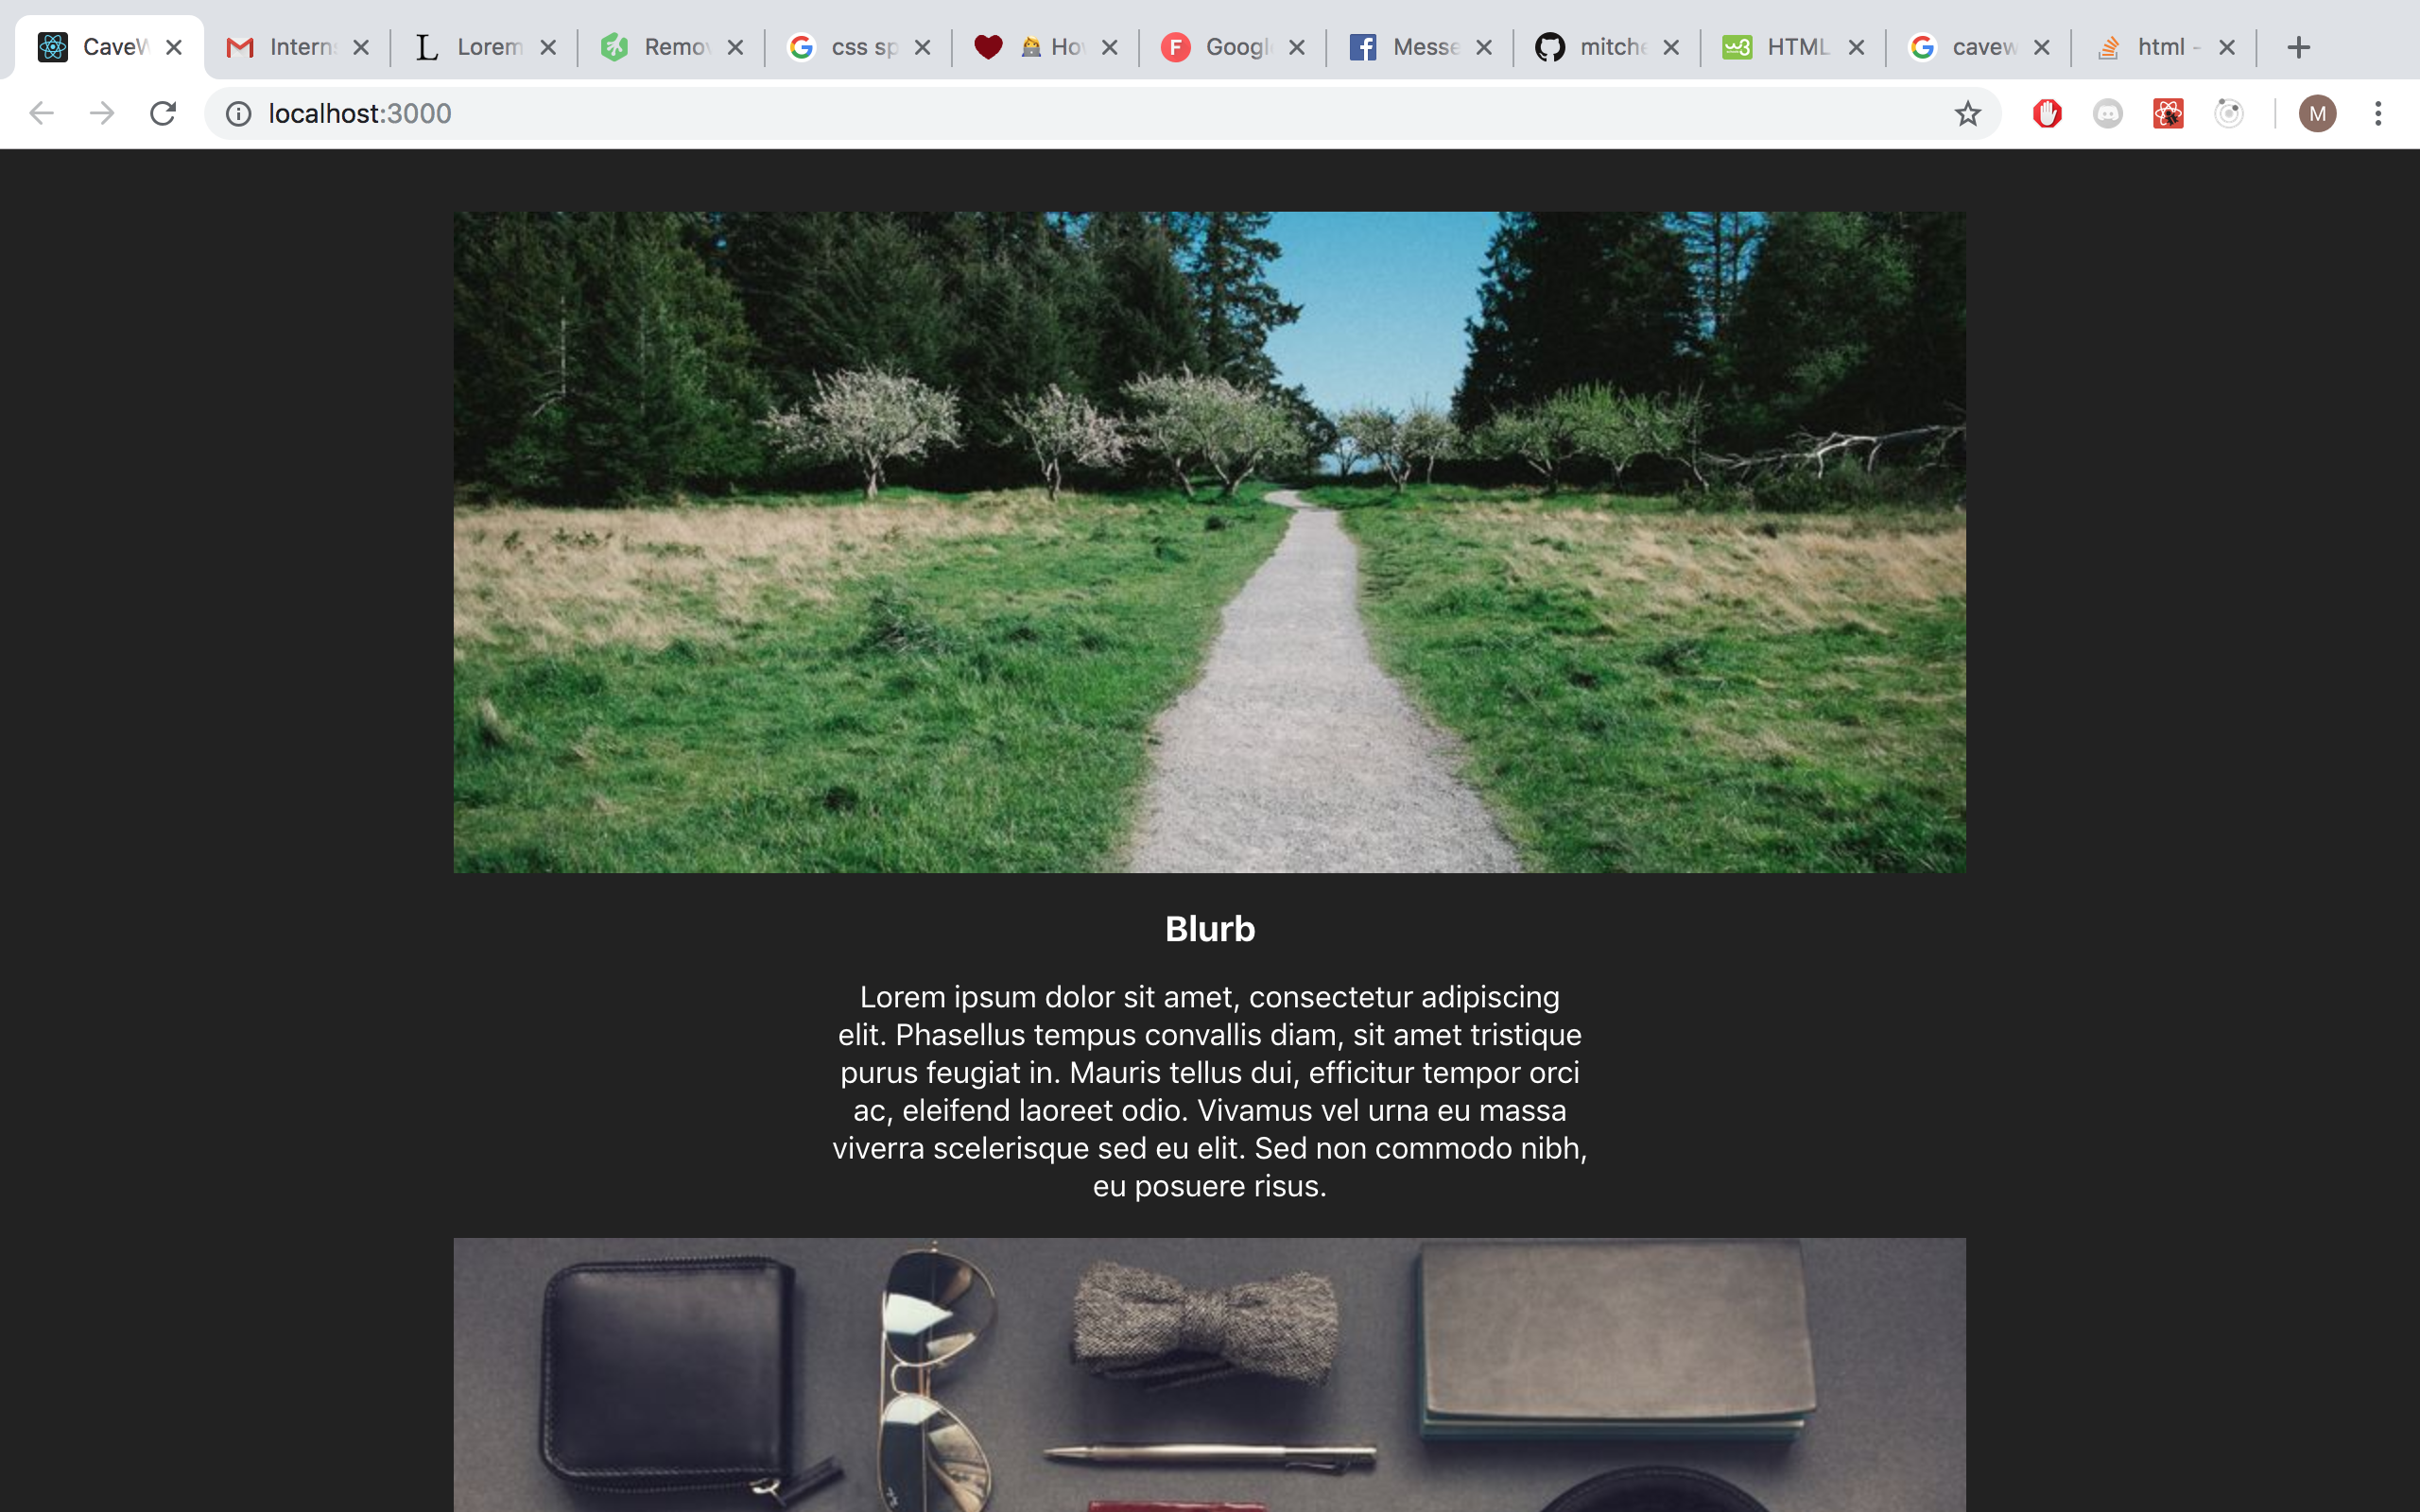 CaveW
Intern
L Lorem
Remov
css sp
Ho
F Googl
Messe
mitche
w3 HTML
cavew
html -
localhost:3000
M
Blurb
Lorem ipsum dolor sit amet, consectetur adipiscing
elit. Phasellus tempus convallis diam, sit amet tristique
purus feugiat in. Mauris tellus dui, efficitur tempor orci
ac, eleifend laoreet odio. Vivamus vel urna eu massa
viverra scelerisque sed eu elit. Sed non commodo nibh,
eu posuere risus.